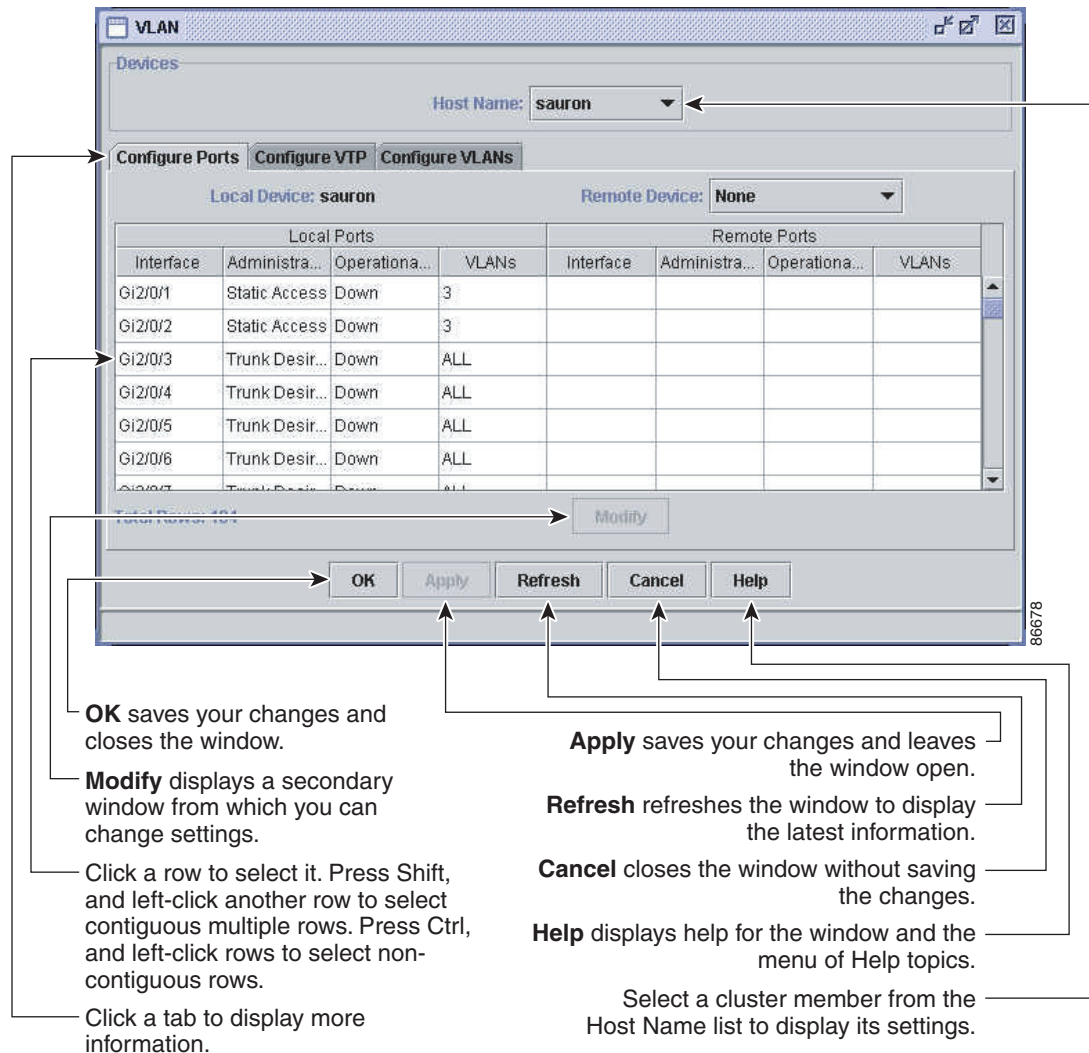 VLAN
Devices
Host Name: sauron
Configure Ports Configure VTP Configure VLANs
Local Device: sauron Remote Device: None
Local Ports Remote Ports
Interface Administra... Operationa... VLANs Interface Administra... Operationa... VLANs
Gi2/0/1 Static Access Down 3
Gi2/0/2 Static Access Down 3
Gi2/0/3 Trunk Desir... Down ALL
Gi2/0/4 Trunk Desir... Down ALL
Gi2/0/5 Trunk Desir... Down ALL
Gi2/0/6 Trunk Desir... Down ALL
Total Rows: Modify
OK Apply Refresh Cancel Help
86678
OK saves your changes and
closes the window.
Modify displays a secondary
window from which you can
change settings.
Click a row to select it. Press Shift,
and left-click another row to select
contiguous multiple rows. Press Ctrl,
and left-click rows to select non-
contiguous rows.
Click a tab to display more
information.
Apply saves your changes and leaves
the window open.
Refresh refreshes the window to display
the latest information.
Cancel closes the window without saving
the changes.
Help displays help for the window and the
menu of Help topics.
Select a cluster member from the
Host Name list to display its settings.